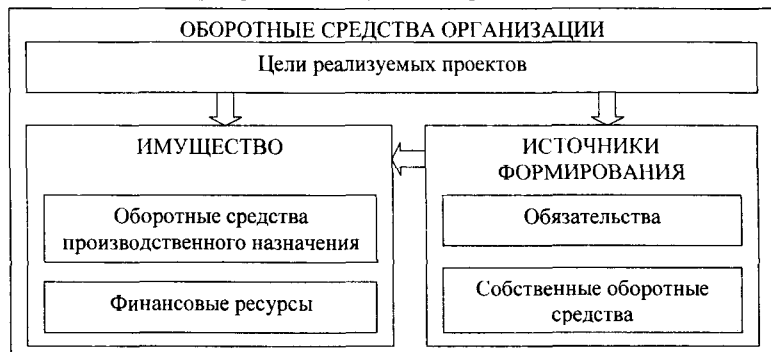 ОБОРОТНЫЕ СРЕДСТВА ОРГАНИЗАЦИИ
Цели реализуемых проектов
ИМУЩЕСТВО
Оборотные средства
производственного назначения
Финансовые ресурсы
ИСТОЧНИКИ
ФОРМИРОВАНИЯ
Обязательства
Собственные оборотные
средства